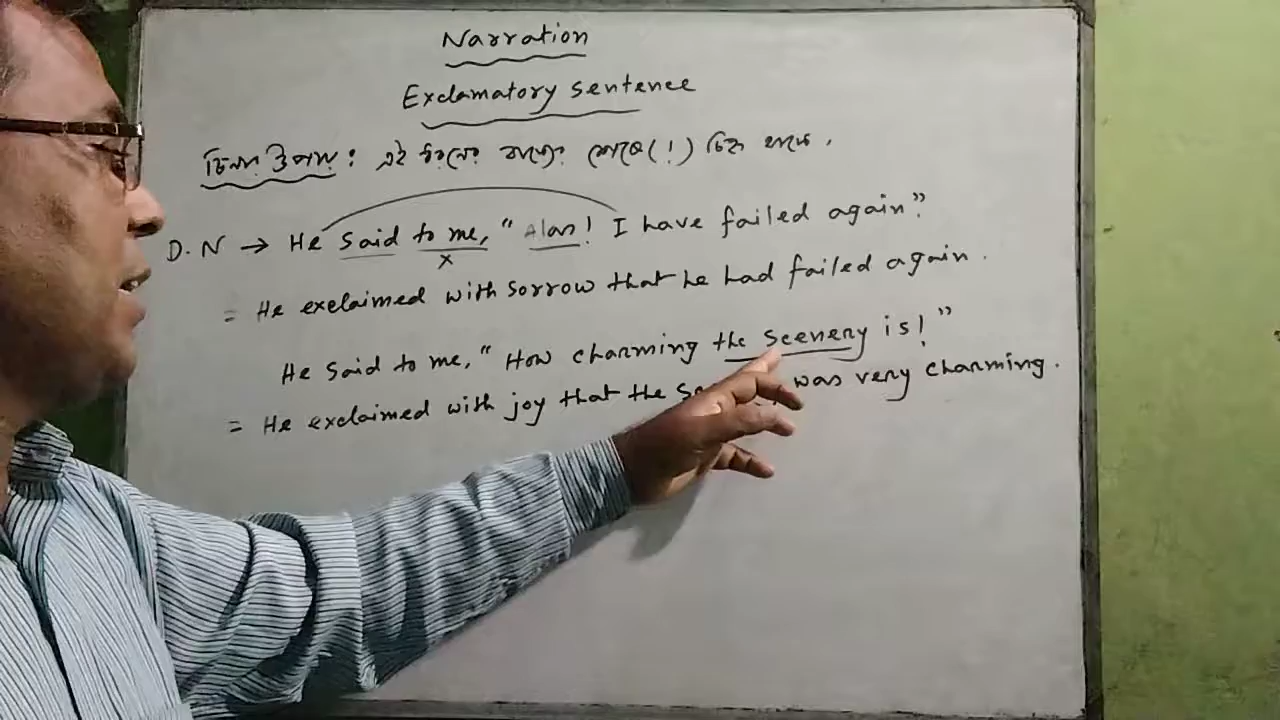 Narration
Exclamatory sentence
চিনার উপায় : এই ধরনের বাক্যে শেষে (!) চিহ্ন থাকে .
D. N → He said to me, " Alas! I have failed again"?
x
= He exclaimed with sorrow that he had failed again .
He said to me, " How charming the scenery is! "
= He exclaimed with joy that the was very charming .